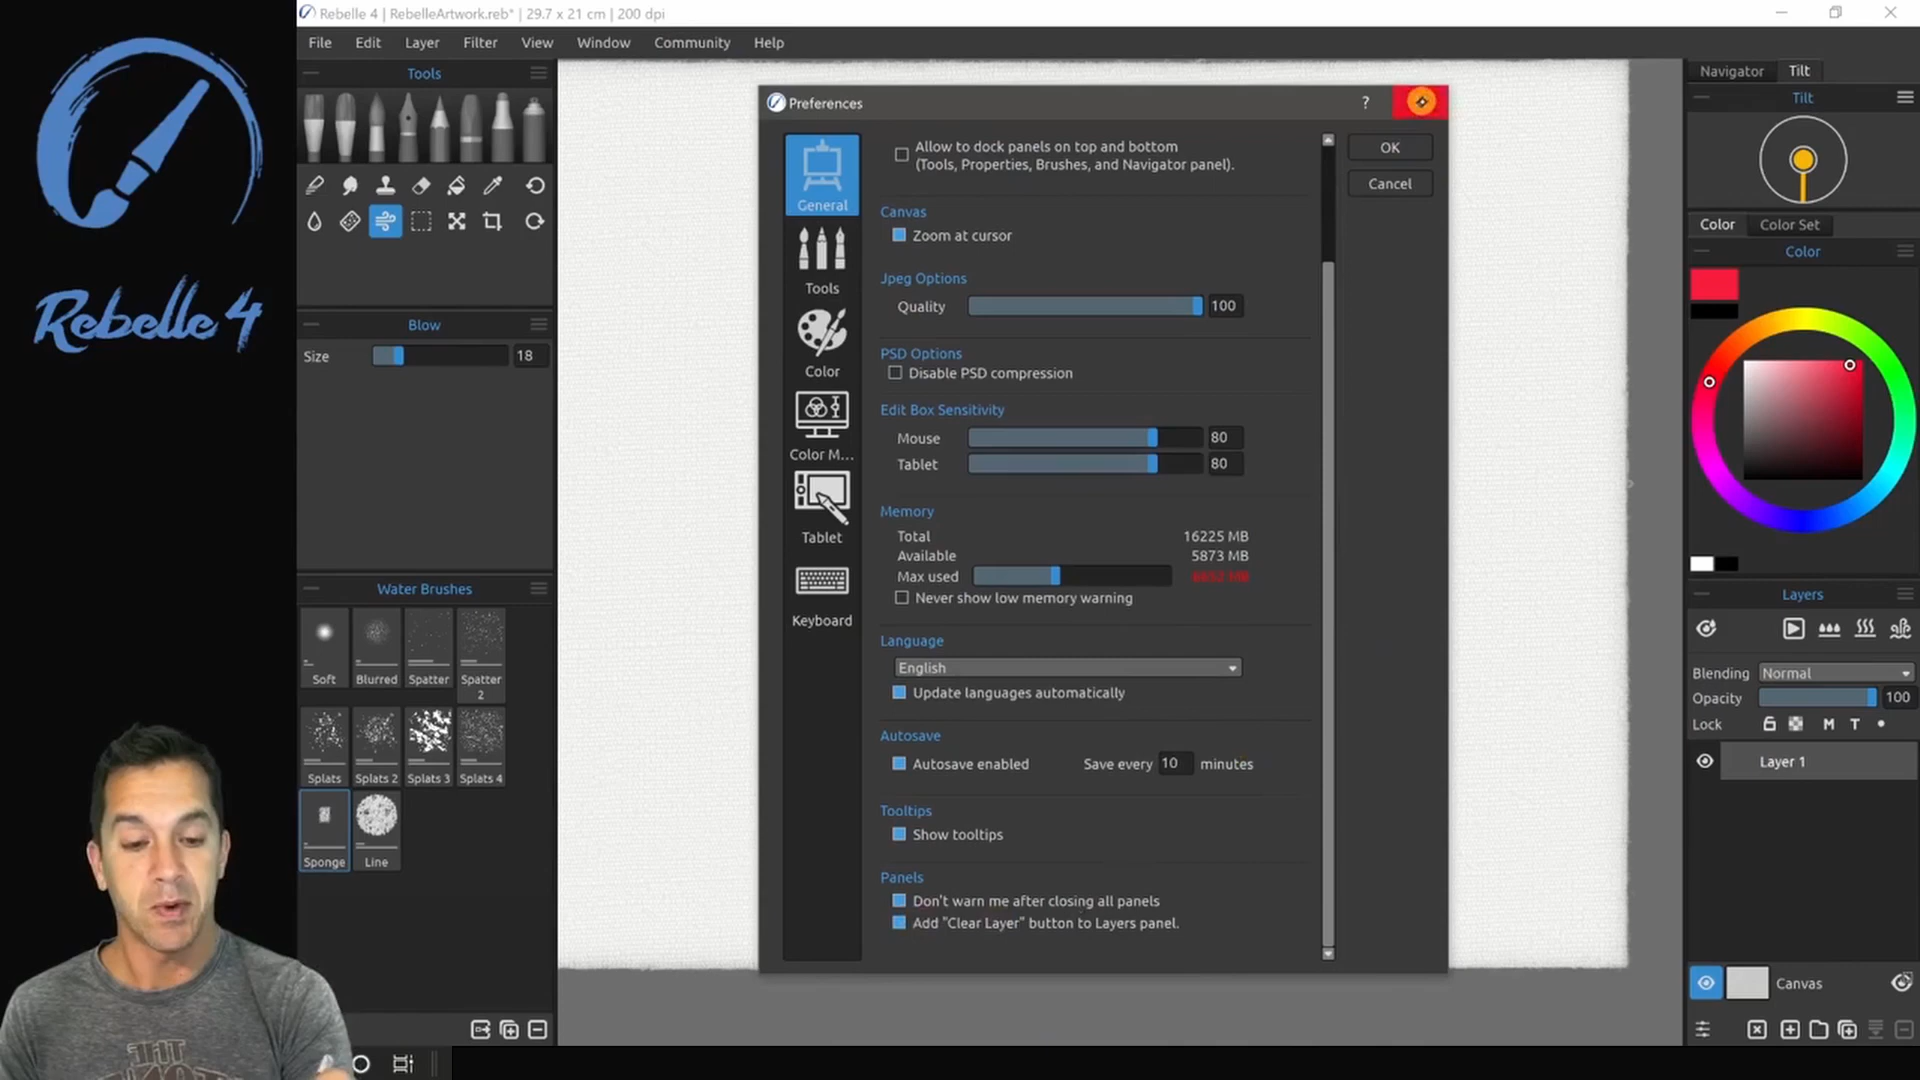 Rebelle 4 | RebelleArtwork.reb* | 29.7 x 21 cm | 200 dpi
File Edit Layer Filter View Window Community Help
Rebelle 4
Tools
Blow
Size 18
Water Brushes
Soft Blurred Spatter Spatter 2
Splats Splats 2 Splats 3 Splats 4
Sponge Line
Preferences ?
General
Tools
Color
Color M...
Tablet
Keyboard
Allow to dock panels on top and bottom
(Tools, Properties, Brushes, and Navigator panel).
OK
Cancel
Canvas
Zoom at cursor
Jpeg Options
Quality 100
PSD Options
Disable PSD compression
Edit Box Sensitivity
Mouse 80
Tablet 80
Memory
Total 16225 MB
Available 5873 MB
Max used MB
Never show low memory warning
Language
English
Update languages automatically
Autosave
Autosave enabled Save every 10 minutes
Tooltips
Show tooltips
Panels
Don't warn me after closing all panels
Add "Clear Layer" button to Layers panel.
Navigator Tilt
Tilt
Color Color Set
Color
Layers
Blending Normal
Opacity 100
Lock M T
Layer 1
Canvas